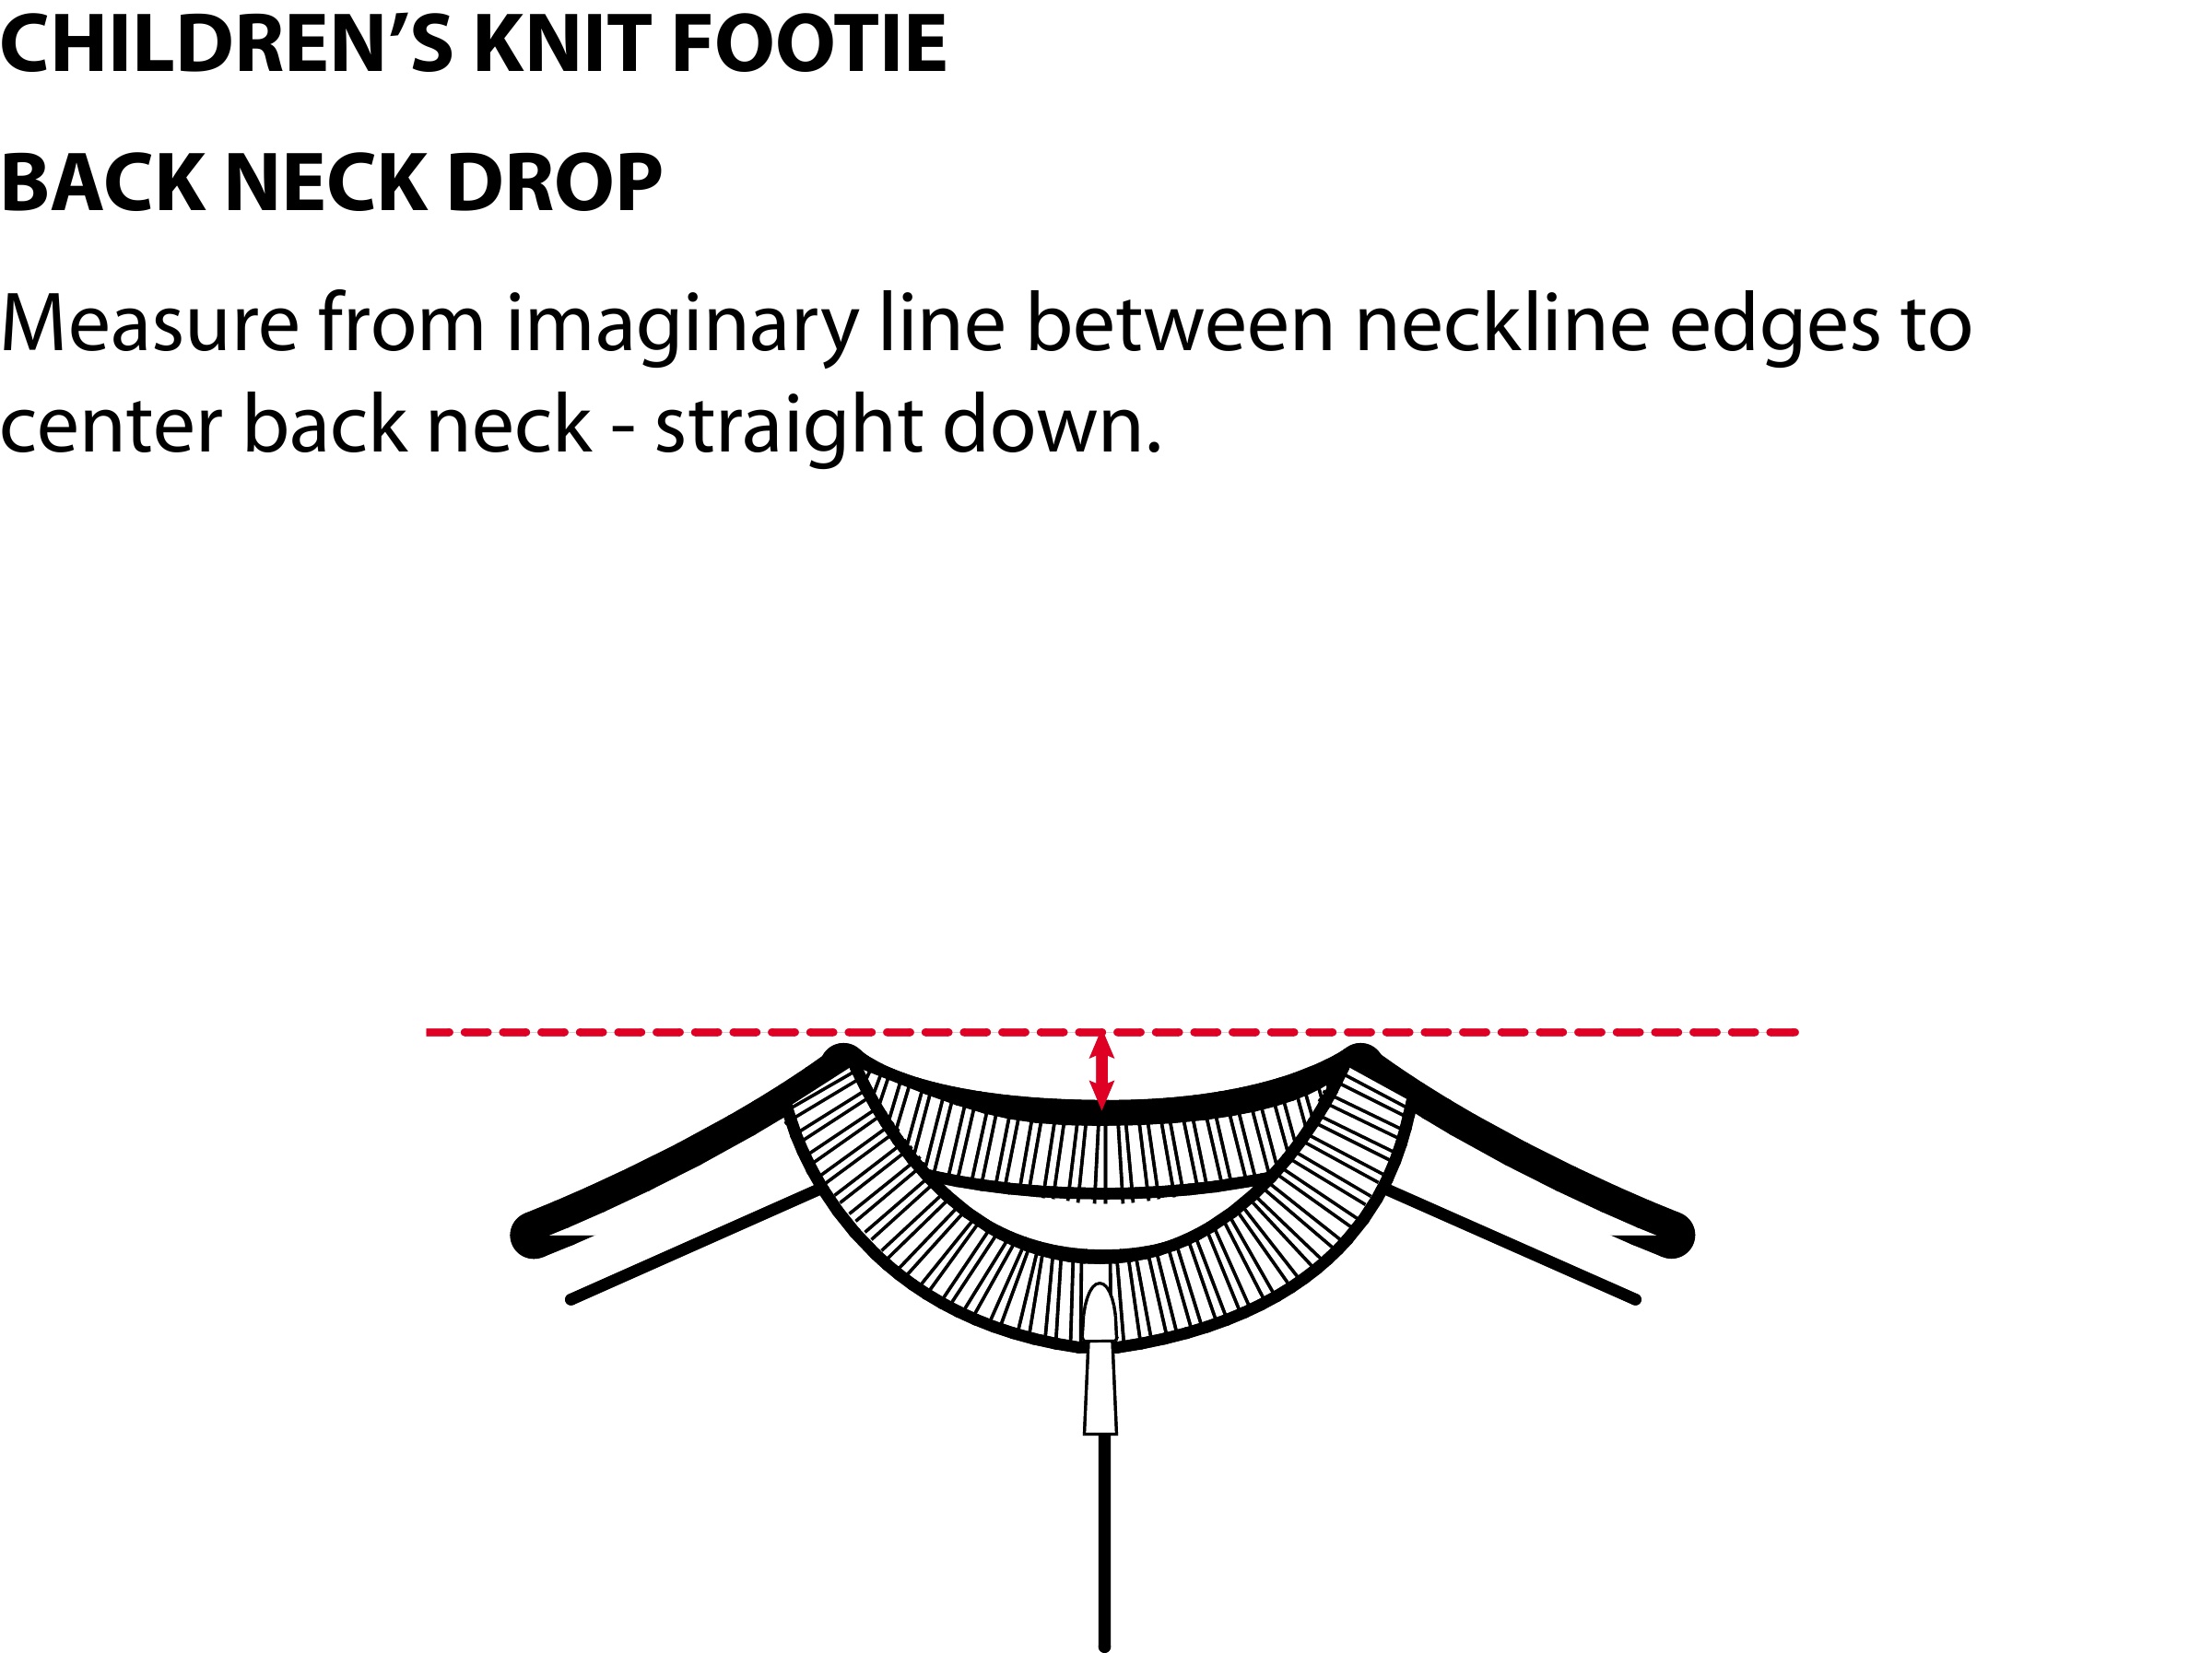 CHILDREN’S KNIT FOOTIE
BACK NECK DROP
Measure from imaginary line between neckline edges to
center back neck - straight down.